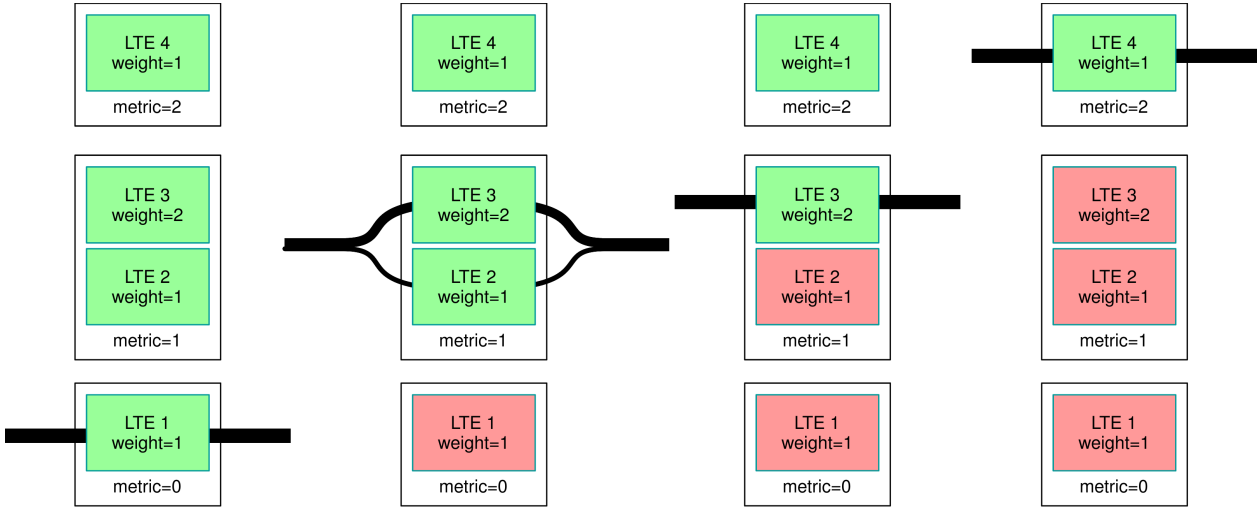 LTE 4
weight=1
metric=2
LTE 3
weight=2
LTE 2
weight=1
metric=1
LTE 1
weight=1
metric=0
LTE 4
weight=1
metric=2
LTE 3
weight=2
LTE 2
weight=1
metric=1
LTE 1
weight=1
metric=0
LTE 4
weight=1
metric=2
LTE 3
weight=2
LTE 2
weight=1
metric=1
LTE 1
weight=1
metric=0
LTE 4
weight=1
metric=2
LTE 3
weight=2
LTE 2
weight=1
metric=1
LTE 1
weight=1
metric=0